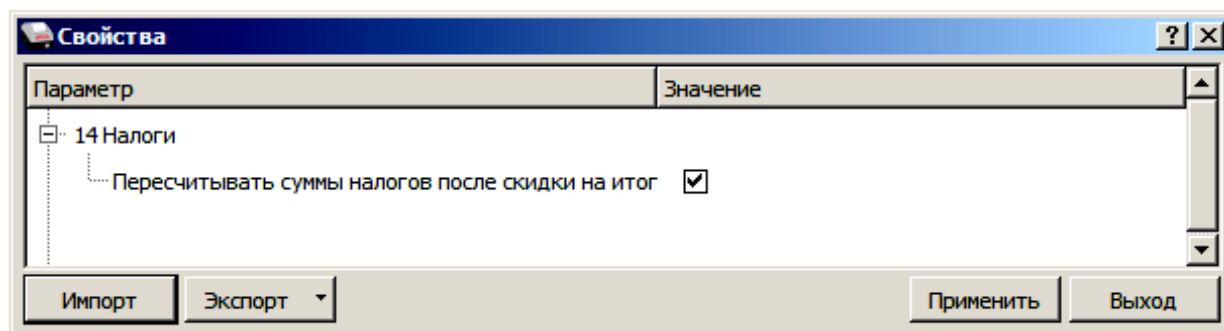 Свойства
Параметр Значение
14 Налоги
Пересчитывать суммы налогов после скидки на итог
Импорт Экспорт Применить Выход